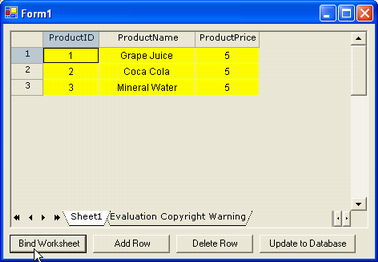 Form1
ProductID ProductName ProductPrice
1 1 Grape Juice 5
2 2 Coca Cola 5
3 3 Mineral Water 5
Sheet1 Evaluation Copyright Warning
Bind Worksheet Add Row Delete Row Update to Database